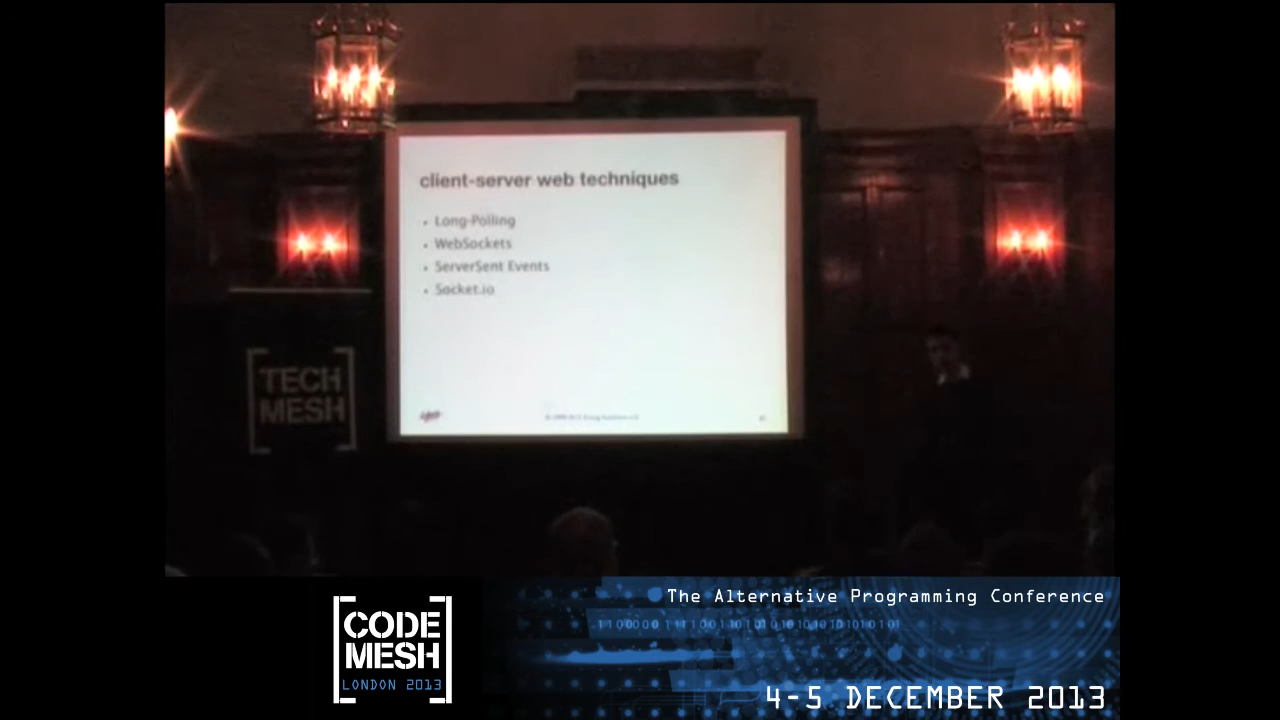 client-server web techniques
• Long-Polling
• WebSockets
• ServerSent Events
• Socket.io
TECH
MESH
CODE
MESH
LONDON 2013
The Alternative Programming Conference
4-5 DECEMBER 2013